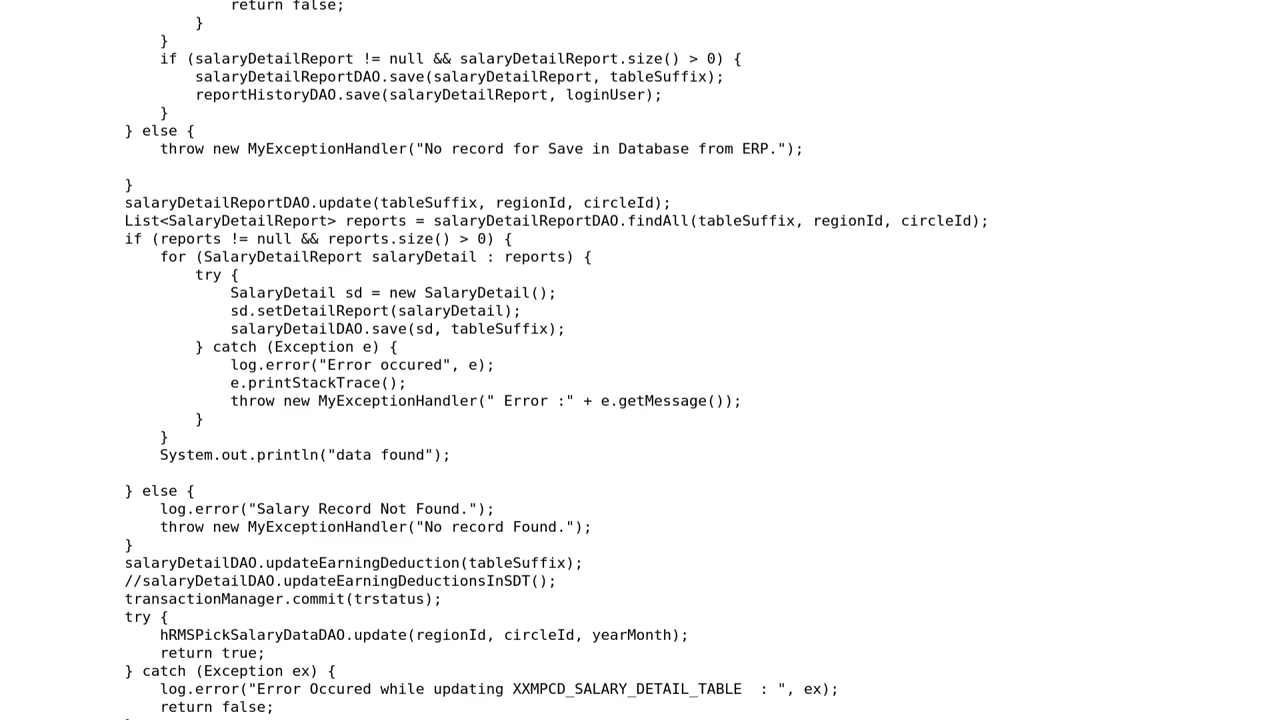 return false;
}
}
if (salaryDetailReport != null && salaryDetailReport.size() > 0) {
salaryDetailReportDAO.save(salaryDetailReport, tableSuffix);
reportHistoryDAO.save(salaryDetailReport, loginUser);
}
} else {
throw new MyExceptionHandler("No record for Save in Database from ERP.");
}
salaryDetailReportDAO.update(tableSuffix, regionId, circleId);
List<SalaryDetailReport> reports = salaryDetailReportDAO.findAll(tableSuffix, regionId, circleId);
if (reports != null && reports.size() > 0) {
for (SalaryDetailReport salaryDetail : reports) {
try {
SalaryDetail sd = new SalaryDetail();
sd.setDetailReport(salaryDetail);
salaryDetailDAO.save(sd, tableSuffix);
} catch (Exception e) {
log.error("Error occured", e);
e.printStackTrace();
throw new MyExceptionHandler(" Error :" + e.getMessage());
}
}
System.out.println("data found");
} else {
log.error("Salary Record Not Found.");
throw new MyExceptionHandler("No record Found.");
}
salaryDetailDAO.updateEarningDeduction(tableSuffix);
//salaryDetailDAO.updateEarningDeductionsInSDT();
transactionManager.commit(trstatus);
try {
hRMSPickSalaryDataDAO.update(regionId, circleId, yearMonth);
return true;
} catch (Exception ex) {
log.error("Error Occured while updating XXMPCD_SALARY_DETAIL_TABLE  : ", ex);
return false;